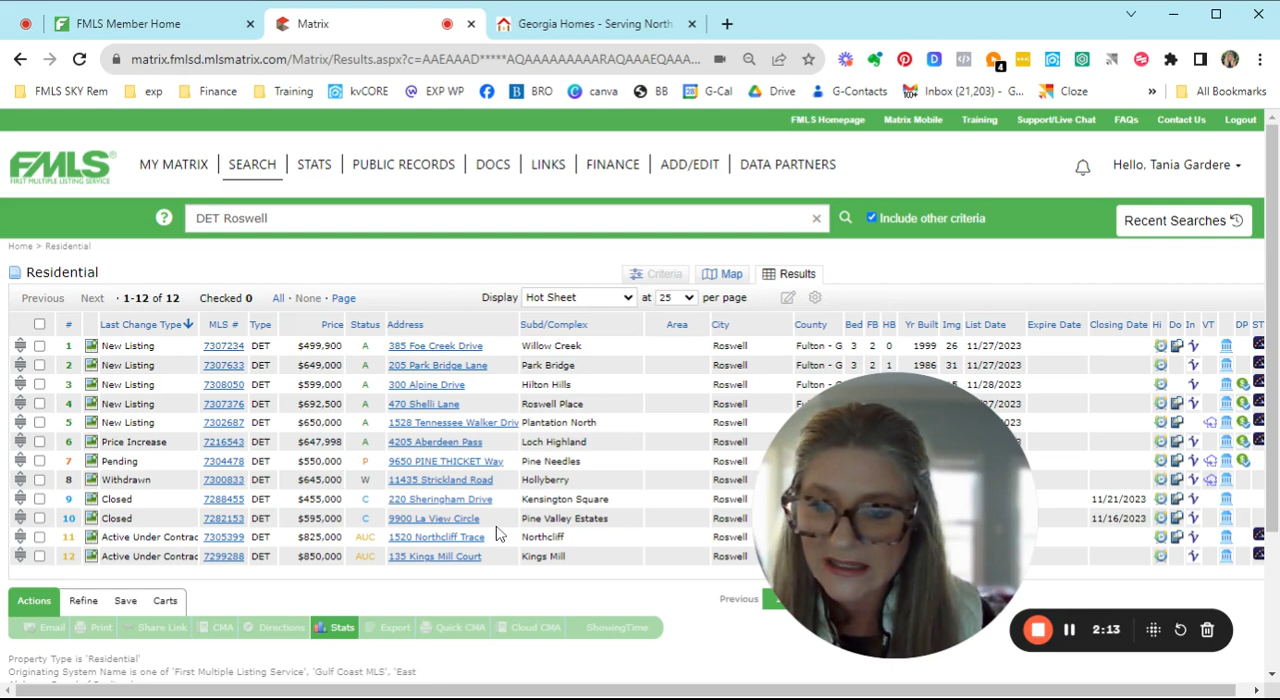 FMLS Member Home
Matrix
Georgia Homes - Serving North
matrix.fmlsd.mlsmatrix.com/Matrix/Results.aspx?c=AAEAAAD*****AQAAAAAAAAARAQAAAEQAAA...
4
FMLS SKY Rem exp Finance Training kvCORE EXP WP BRO canva BB G-Cal Drive G-Contacts Inbox (21,203) - G... Cloze » All Bookmarks
FMLS Homepage Matrix Mobile Training Support/Live Chat FAQs Contact Us Logout
FMLS
FIRST MULTIPLE LISTING SERVICE
MY MATRIX SEARCH STATS PUBLIC RECORDS DOCS LINKS FINANCE ADD/EDIT DATA PARTNERS
Hello, Tania Gardere
DET Roswell
Include other criteria
Recent Searches
Home > Residential
Residential
Criteria Map Results
Previous Next · 1-12 of 12 Checked 0 All · None · Page Display Hot Sheet at 25 per page
# Last Change Type MLS # Type Price Status Address Subd/Complex Area City County Bed FB HB Yr Built Img List Date Expire Date Closing Date Hi Do In VT DP ST
1 New Listing 7307234 DET $499,900 A 385 Foe Creek Drive Willow Creek Roswell Fulton - G 3 2 0 1999 26 11/27/2023
2 New Listing 7307633 DET $649,000 A 205 Park Bridge Lane Park Bridge Roswell Fulton - G 3 2 1 1986 31 11/27/2023
3 New Listing 7308050 DET $599,000 A 300 Alpine Drive Hilton Hills Roswell Fulton - G 11/28/2023
4 New Listing 7307376 DET $692,500 A 470 Shelli Lane Roswell Place Roswell 11/27/2023
5 New Listing 7302687 DET $650,000 A 1528 Tennessee Walker Driv Plantation North Roswell
6 Price Increase 7216543 DET $647,998 A 4205 Aberdeen Pass Loch Highland Roswell
7 Pending 7304478 DET $550,000 P 9650 PINE THICKET Way Pine Needles Roswell
8 Withdrawn 7300833 DET $645,000 W 11435 Strickland Road Hollyberry Roswell
9 Closed 7288455 DET $455,000 C 220 Sheringham Drive Kensington Square Roswell 11/21/2023
10 Closed 7282153 DET $595,000 C 9900 La View Circle Pine Valley Estates Roswell 11/16/2023
11 Active Under Contrac 7305399 DET $825,000 AUC 1520 Northcliff Trace Northcliff Roswell
12 Active Under Contrac 7299288 DET $850,000 AUC 135 Kings Mill Court Kings Mill Roswell
Actions Refine Save Carts
Previous
Email Print Share Link CMA Directions Stats Export Quick CMA Cloud CMA ShowingTime
2:13
Property Type is 'Residential'
Originating System Name is one of 'First Multiple Listing Service', 'Gulf Coast MLS', 'East